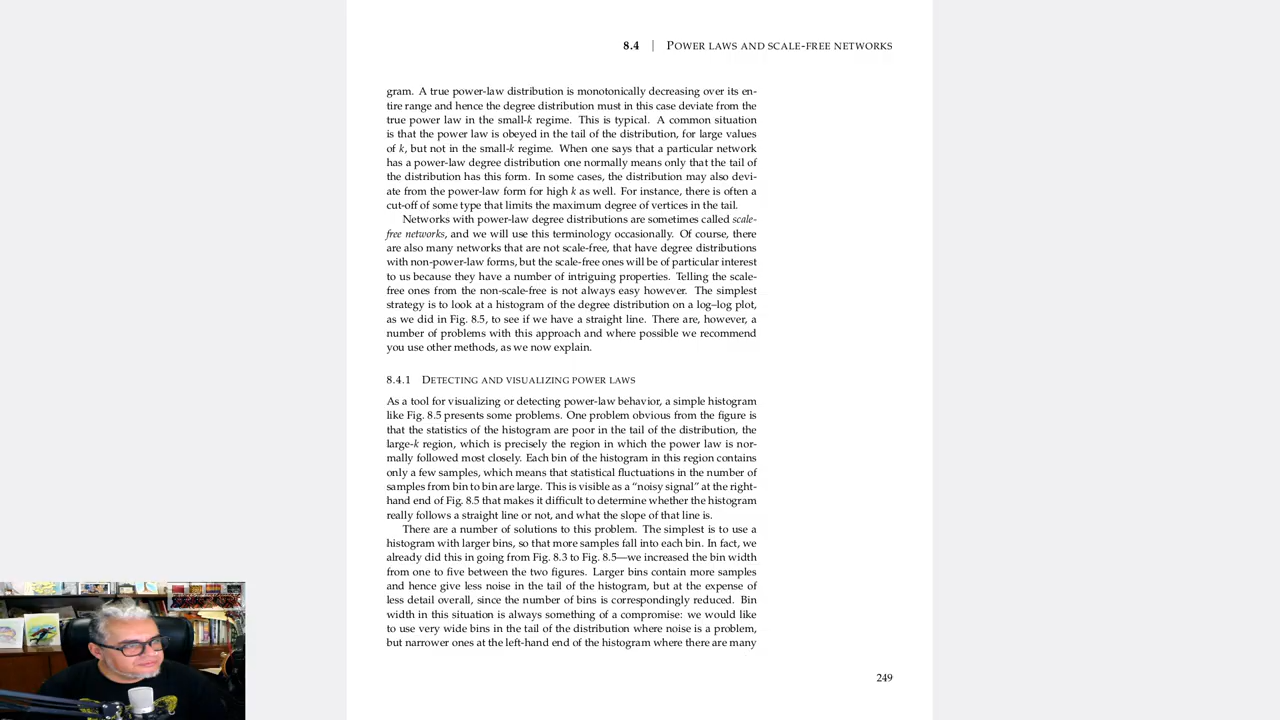 8.4 | POWER LAWS AND SCALE-FREE NETWORKS
gram. A true power-law distribution is monotonically decreasing over its en-
tire range and hence the degree distribution must in this case deviate from the
true power law in the small-k regime. This is typical. A common situation
is that the power law is obeyed in the tail of the distribution, for large values
of k, but not in the small-k regime. When one says that a particular network
has a power-law degree distribution one normally means only that the tail of
the distribution has this form. In some cases, the distribution may also devi-
ate from the power-law form for high k as well. For instance, there is often a
cut-off of some type that limits the maximum degree of vertices in the tail.
Networks with power-law degree distributions are sometimes called scale-
free networks, and we will use this terminology occasionally. Of course, there
are also many networks that are not scale-free, that have degree distributions
with non-power-law forms, but the scale-free ones will be of particular interest
to us because they have a number of intriguing properties. Telling the scale-
free ones from the non-scale-free is not always easy however. The simplest
strategy is to look at a histogram of the degree distribution on a log–log plot,
as we did in Fig. 8.5, to see if we have a straight line. There are, however, a
number of problems with this approach and where possible we recommend
you use other methods, as we now explain.
8.4.1 DETECTING AND VISUALIZING POWER LAWS
As a tool for visualizing or detecting power-law behavior, a simple histogram
like Fig. 8.5 presents some problems. One problem obvious from the figure is
that the statistics of the histogram are poor in the tail of the distribution, the
large-k region, which is precisely the region in which the power law is nor-
mally followed most closely. Each bin of the histogram in this region contains
only a few samples, which means that statistical fluctuations in the number of
samples from bin to bin are large. This is visible as a “noisy signal” at the right-
hand end of Fig. 8.5 that makes it difficult to determine whether the histogram
really follows a straight line or not, and what the slope of that line is.
There are a number of solutions to this problem. The simplest is to use a
histogram with larger bins, so that more samples fall into each bin. In fact, we
already did this in going from Fig. 8.3 to Fig. 8.5—we increased the bin width
from one to five between the two figures. Larger bins contain more samples
and hence give less noise in the tail of the histogram, but at the expense of
less detail overall, since the number of bins is correspondingly reduced. Bin
width in this situation is always something of a compromise: we would like
to use very wide bins in the tail of the distribution where noise is a problem,
but narrower ones at the left-hand end of the histogram where there are many
249